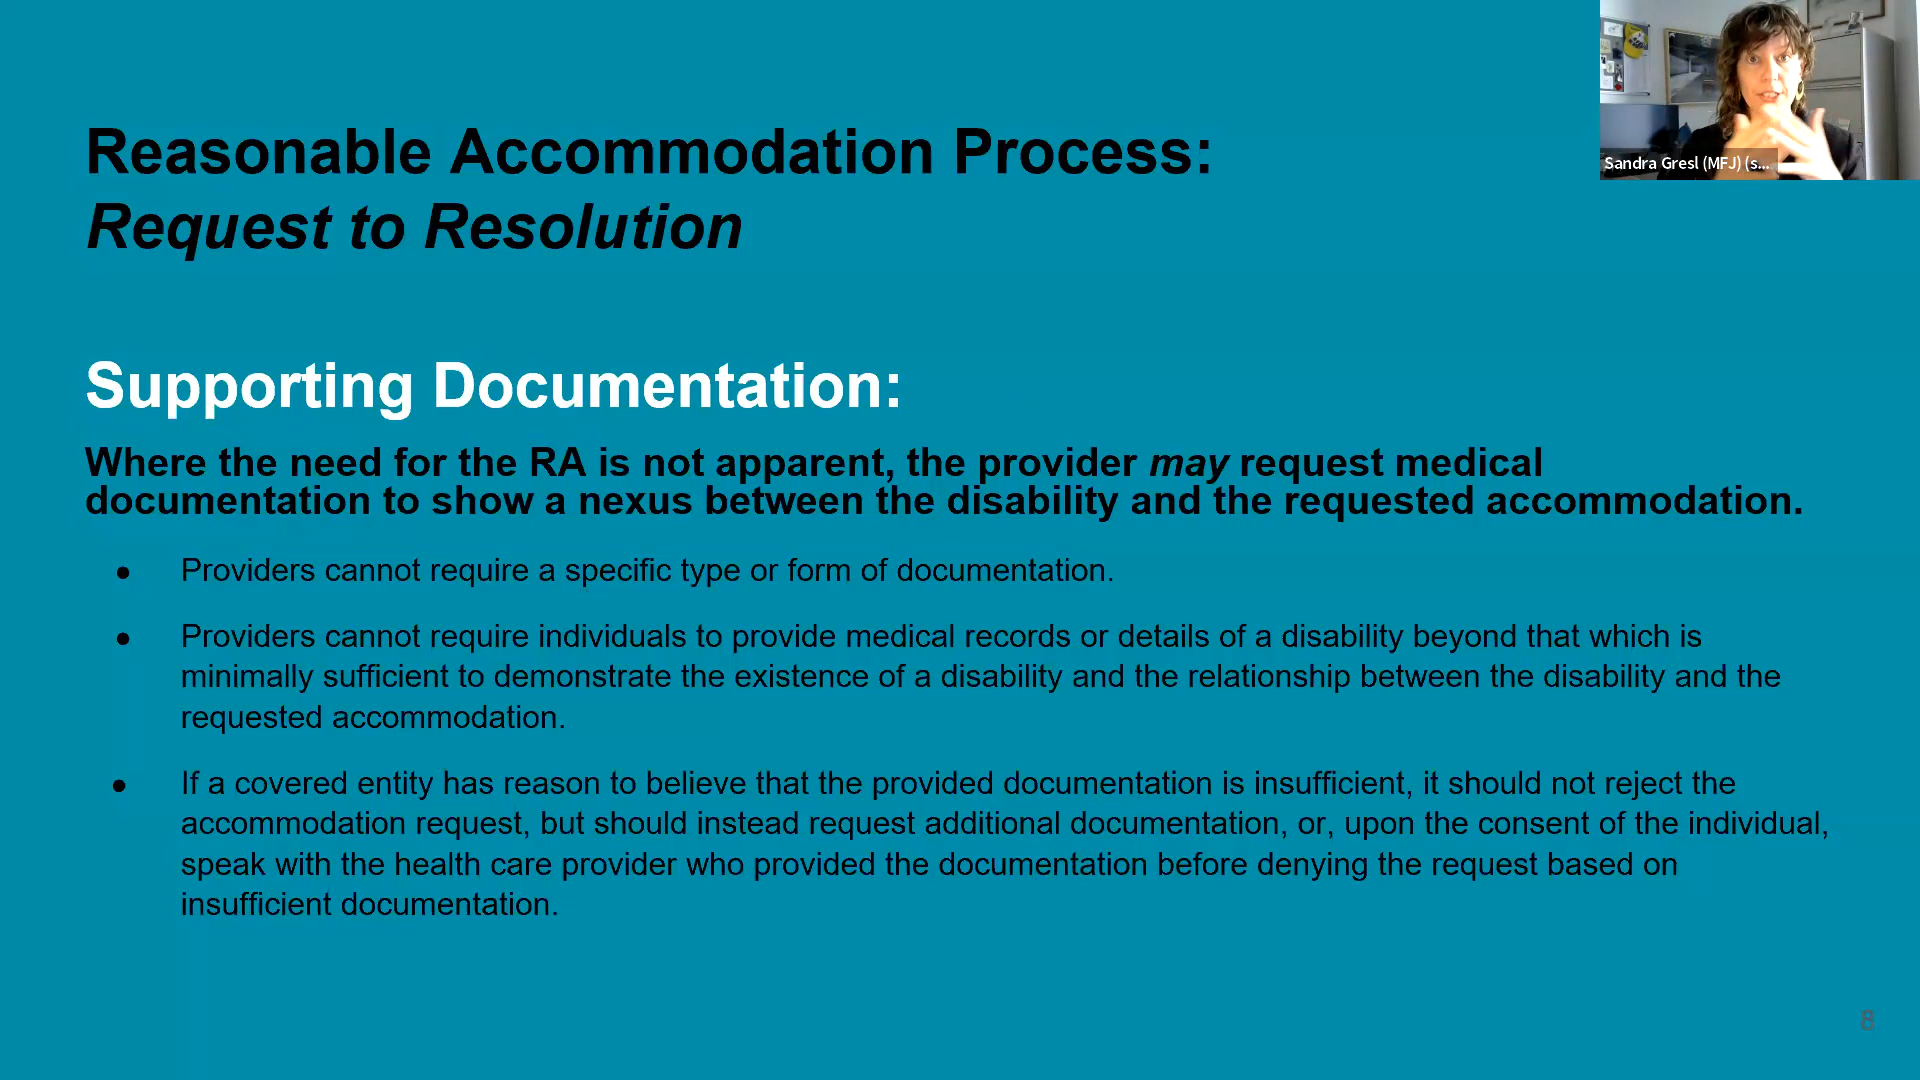 Sandra Gresl (MFJ) (s...
Reasonable Accommodation Process:
Request to Resolution
Supporting Documentation:
Where the need for the RA is not apparent, the provider may request medical
documentation to show a nexus between the disability and the requested accommodation.
● Providers cannot require a specific type or form of documentation.
● Providers cannot require individuals to provide medical records or details of a disability beyond that which is
minimally sufficient to demonstrate the existence of a disability and the relationship between the disability and the
requested accommodation.
● If a covered entity has reason to believe that the provided documentation is insufficient, it should not reject the
accommodation request, but should instead request additional documentation, or, upon the consent of the individual,
speak with the health care provider who provided the documentation before denying the request based on
insufficient documentation.
8